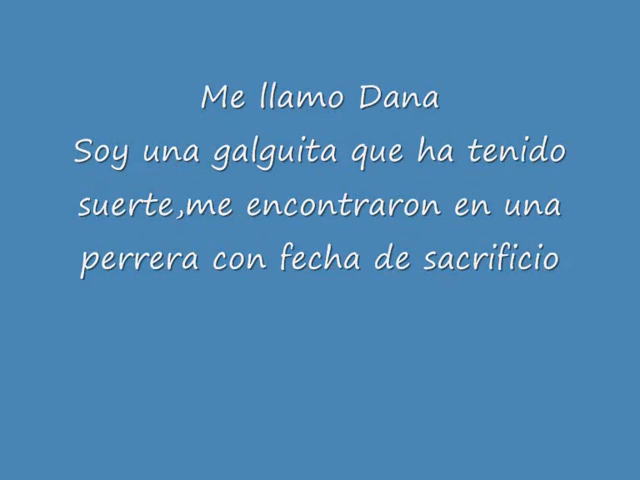 Me llamo Dana
Soy una galguita que ha tenido
suerte,me encontraron en una
perrera con fecha de sacrificio